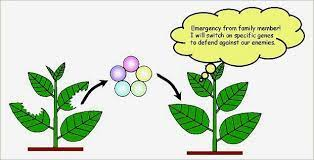 Emergency from family member!
I will switch on specific genes
to defend against our enemies.